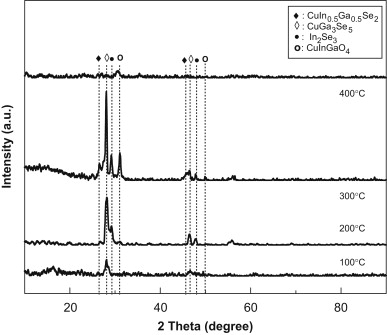 ♦ : CuIn0.5Ga0.5Se2
◊ : CuGa3Se5
• : In2Se3
o : CuInGaO4
♦ ◊ • o
♦ ◊ • o
400°C
300°C
200°C
100°C
Intensity (a.u.)
20 40 60 80
2 Theta (degree)